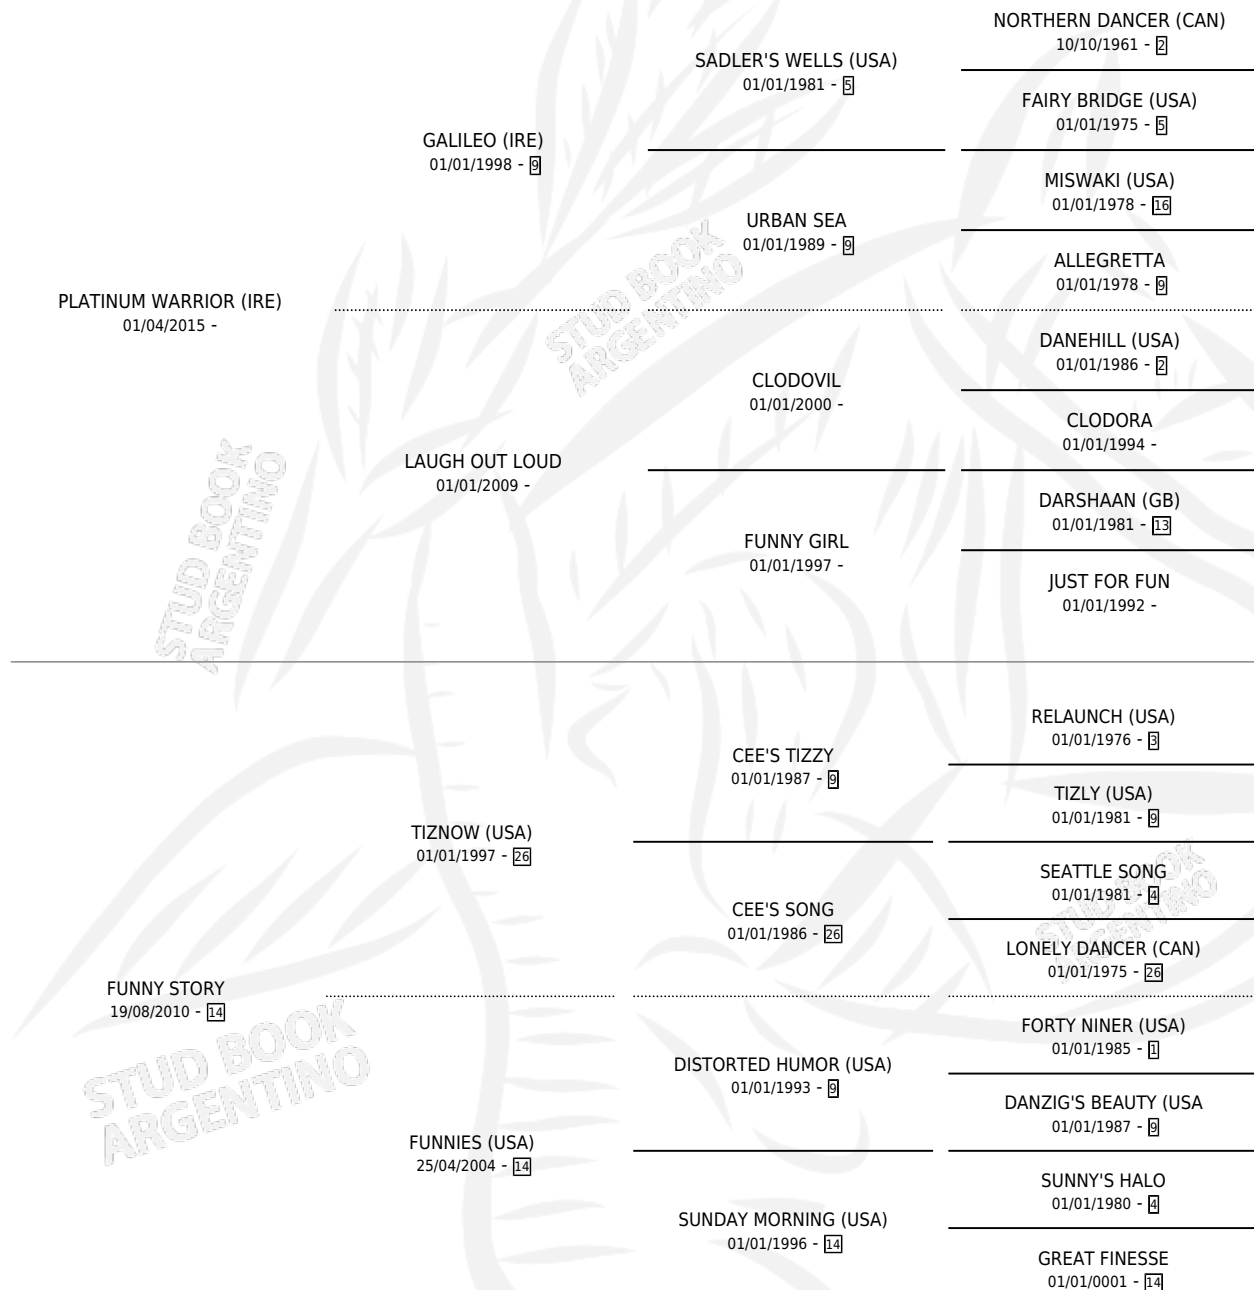 NORTHERN DANCER (CAN)
10/10/1961 - 2
SADLER'S WELLS (USA)
01/01/1981 - 5
FAIRY BRIDGE (USA)
01/01/1975 - 5
GALILEO (IRE)
01/01/1998 - 9
MISWAKI (USA)
01/01/1978 - 16
URBAN SEA
01/01/1989 - 9
ALLEGRETTA
01/01/1978 - 9
PLATINUM WARRIOR (IRE)
01/04/2015 -
STUD BOOK
ARGENTINO
DANEHILL (USA)
01/01/1986 - 2
CLODOVIL
01/01/2000 -
CLODORA
01/01/1994 -
LAUGH OUT LOUD
01/01/2009 -
DARSHAAN (GB)
01/01/1981 - 13
FUNNY GIRL
01/01/1997 -
JUST FOR FUN
01/01/1992 -
STUD BOOK
ARGENTINO
RELAUNCH (USA)
01/01/1976 - 3
CEE'S TIZZY
01/01/1987 - 9
TIZLY (USA)
01/01/1981 - 9
TIZNOW (USA)
01/01/1997 - 26
SEATTLE SONG
01/01/1981 - 4
CEE'S SONG
01/01/1986 - 26
LONELY DANCER (CAN)
01/01/1975 - 26
STUD BOOK
ARGENTINO
FUNNY STORY
19/08/2010 - 14
FORTY NINER (USA)
01/01/1985 - 1
DISTORTED HUMOR (USA)
01/01/1993 - 9
DANZIG'S BEAUTY (USA
01/01/1987 - 9
FUNNIES (USA)
25/04/2004 - 14
SUNNY'S HALO
01/01/1980 - 4
SUNDAY MORNING (USA)
01/01/1996 - 14
GREAT FINESSE
01/01/0001 - 14
STUD BOOK
ARGENTINO